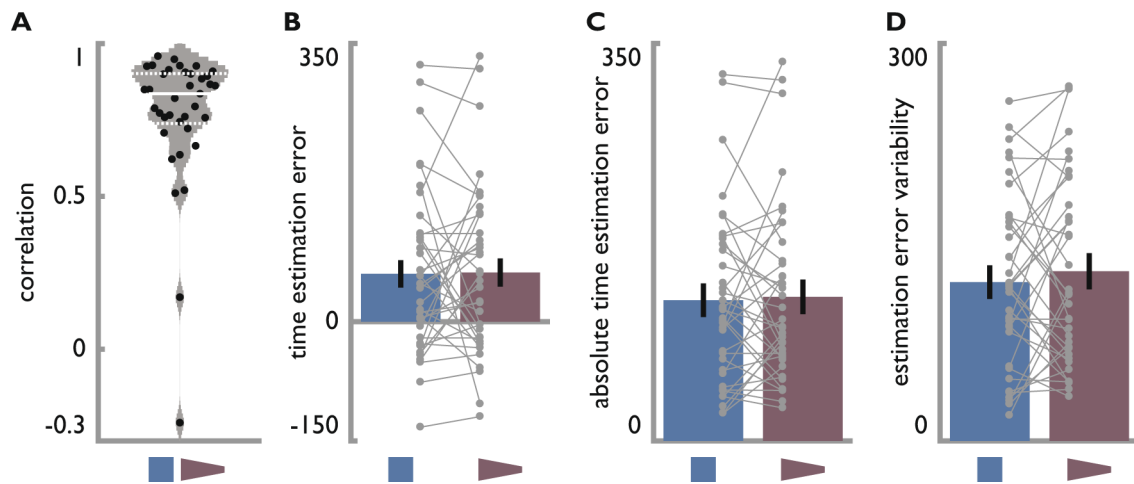 A
correlation
1
0.5
0
-0.3
B
time estimation error
350
0
-150
C
absolute time estimation error
350
0
D
estimation error variability
300
0